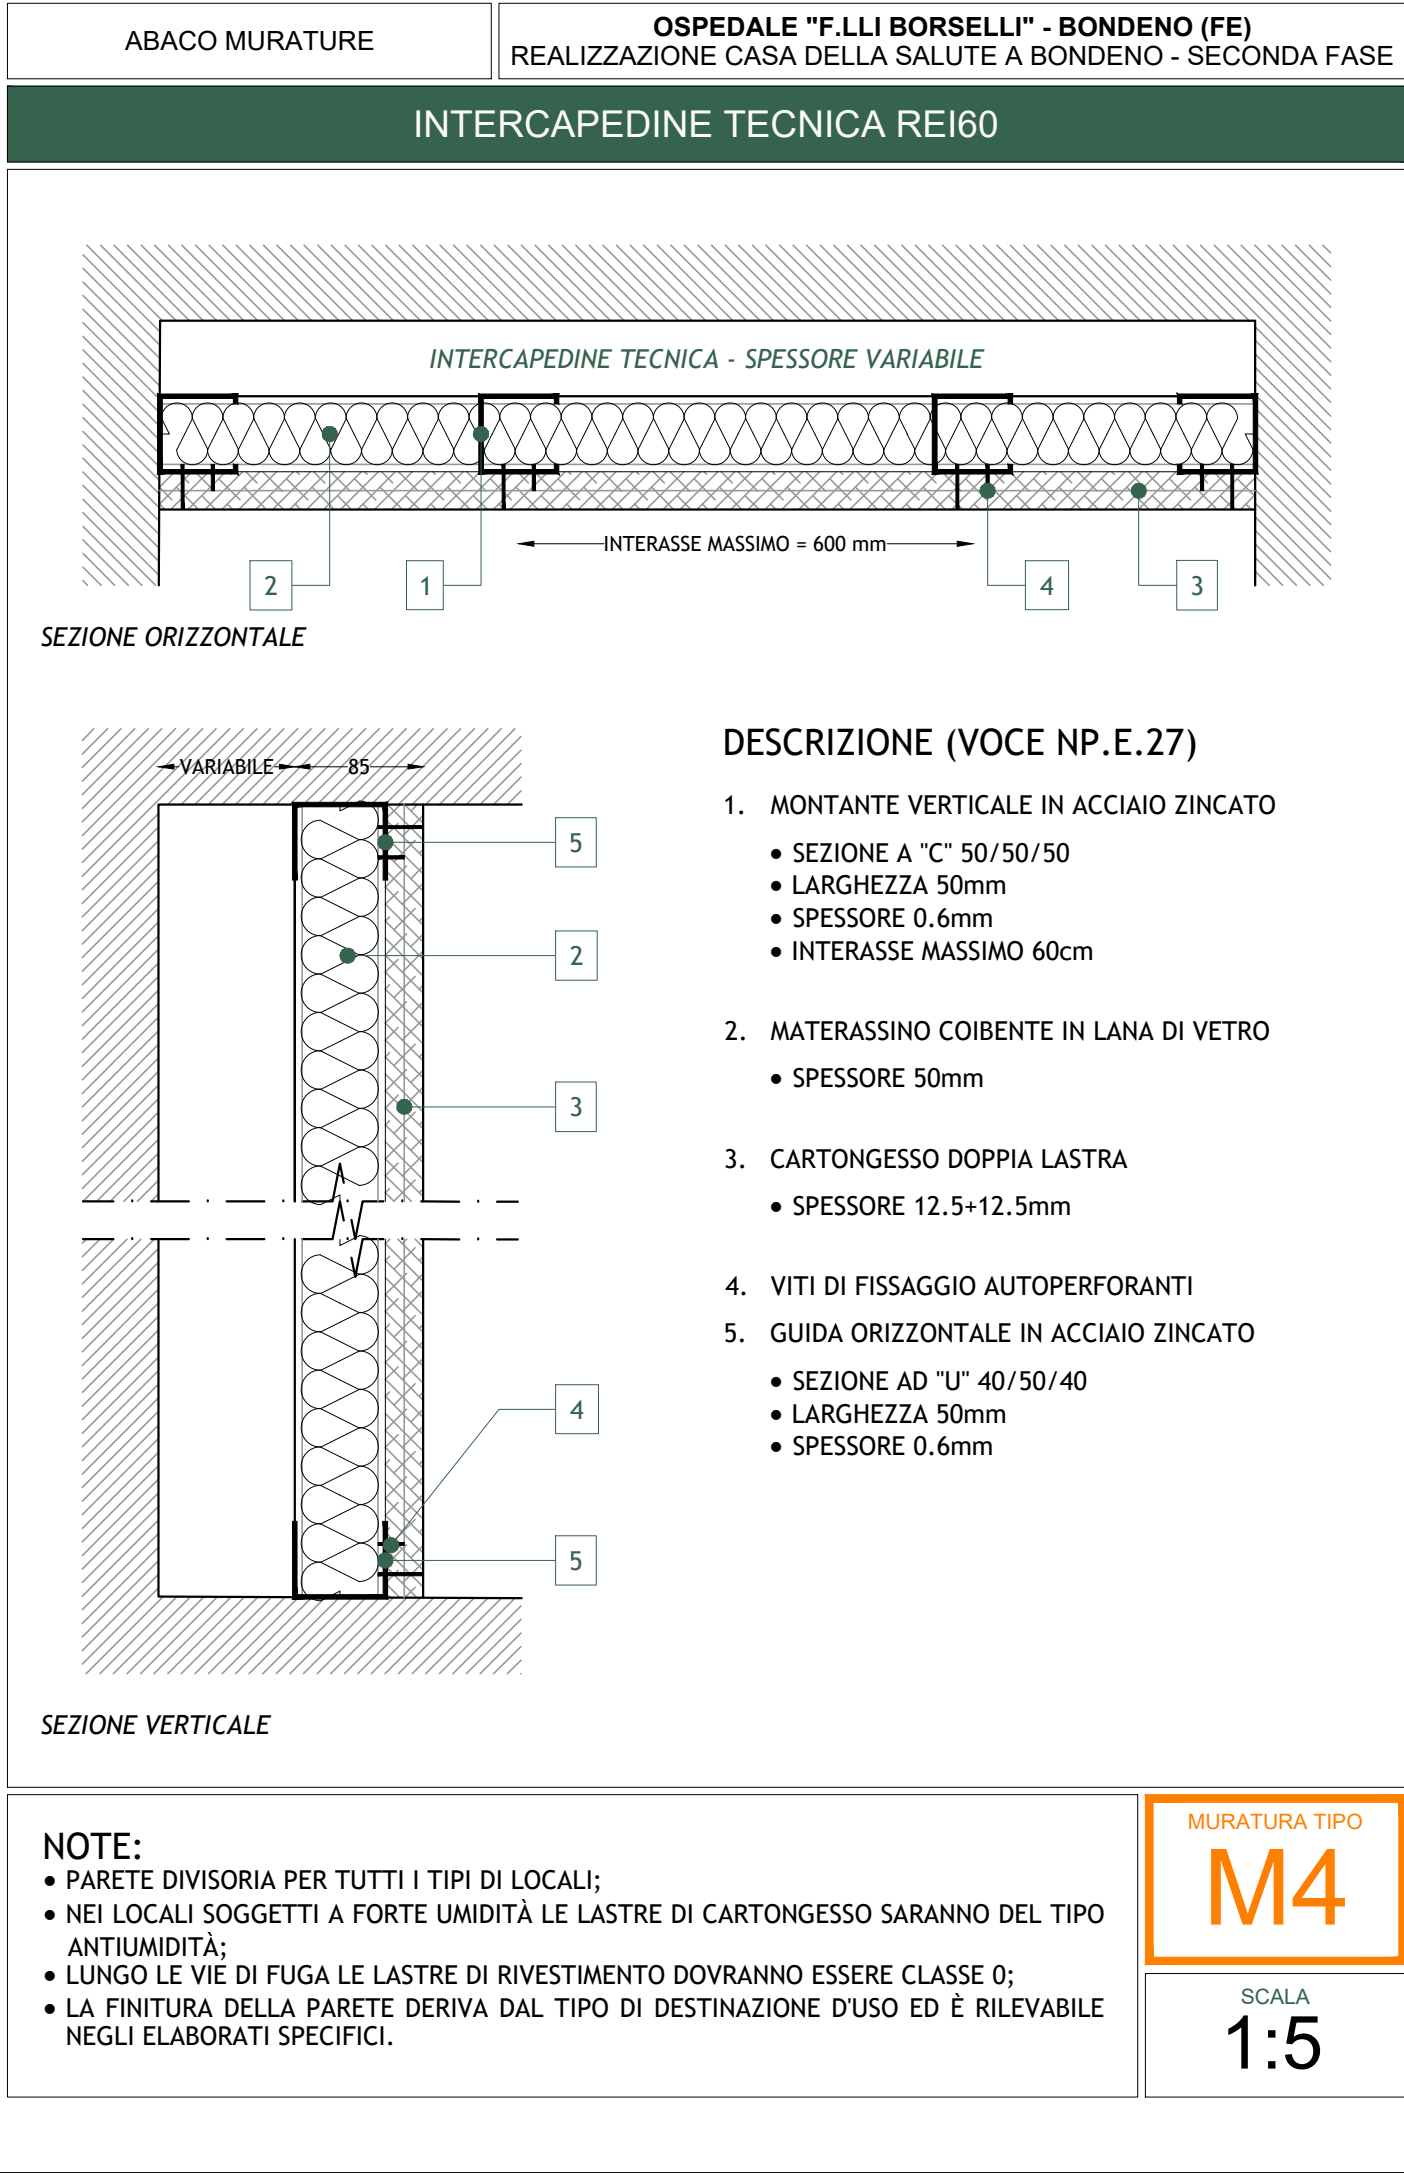 ABACO MURATURE
OSPEDALE "F.LLI BORSELLI" - BONDENO (FE)
REALIZZAZIONE CASA DELLA SALUTE A BONDENO - SECONDA FASE
INTERCAPEDINE TECNICA REI60
INTERCAPEDINE TECNICA - SPESSORE VARIABILE
INTERASSE MASSIMO = 600 mm
2
1
4
3
SEZIONE ORIZZONTALE
VARIABILE
85
5
2
3
4
5
SEZIONE VERTICALE
DESCRIZIONE (VOCE NP.E.27)
1. MONTANTE VERTICALE IN ACCIAIO ZINCATO
• SEZIONE A "C" 50/50/50
• LARGHEZZA 50mm
• SPESSORE 0.6mm
• INTERASSE MASSIMO 60cm
2. MATERASSINO COIBENTE IN LANA DI VETRO
• SPESSORE 50mm
3. CARTONGESSO DOPPIA LASTRA
• SPESSORE 12.5+12.5mm
4. VITI DI FISSAGGIO AUTOPERFORANTI
5. GUIDA ORIZZONTALE IN ACCIAIO ZINCATO
• SEZIONE AD "U" 40/50/40
• LARGHEZZA 50mm
• SPESSORE 0.6mm
NOTE:
• PARETE DIVISORIA PER TUTTI I TIPI DI LOCALI;
• NEI LOCALI SOGGETTI A FORTE UMIDITÀ LE LASTRE DI CARTONGESSO SARANNO DEL TIPO
ANTIUMIDITÀ;
• LUNGO LE VIE DI FUGA LE LASTRE DI RIVESTIMENTO DOVRANNO ESSERE CLASSE 0;
• LA FINITURA DELLA PARETE DERIVA DAL TIPO DI DESTINAZIONE D'USO ED È RILEVABILE
NEGLI ELABORATI SPECIFICI.
MURATURA TIPO
M4
SCALA
1:5